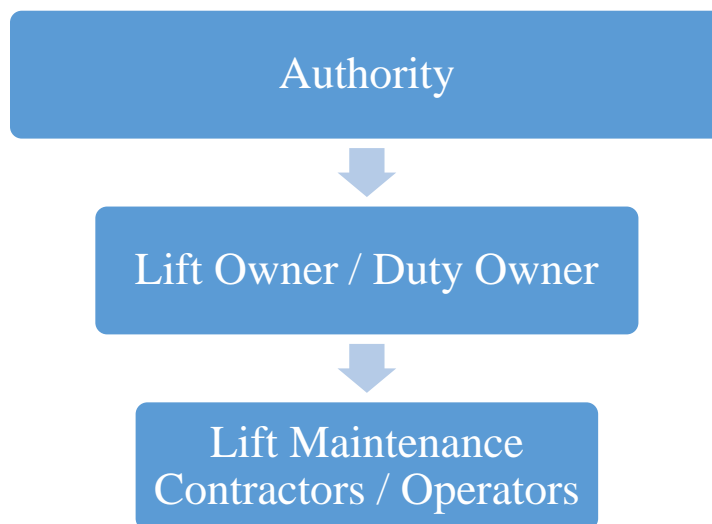 Authority
Lift Owner / Duty Owner
Lift Maintenance
Contractors / Operators